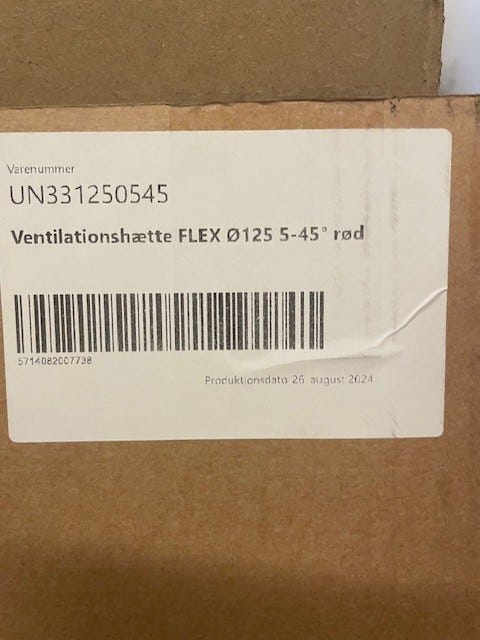 Varenummer
UN331250545
Ventilationshætte FLEX Ø125 5-45° rød
5714082007738
Produktionsdato 26. august 2024